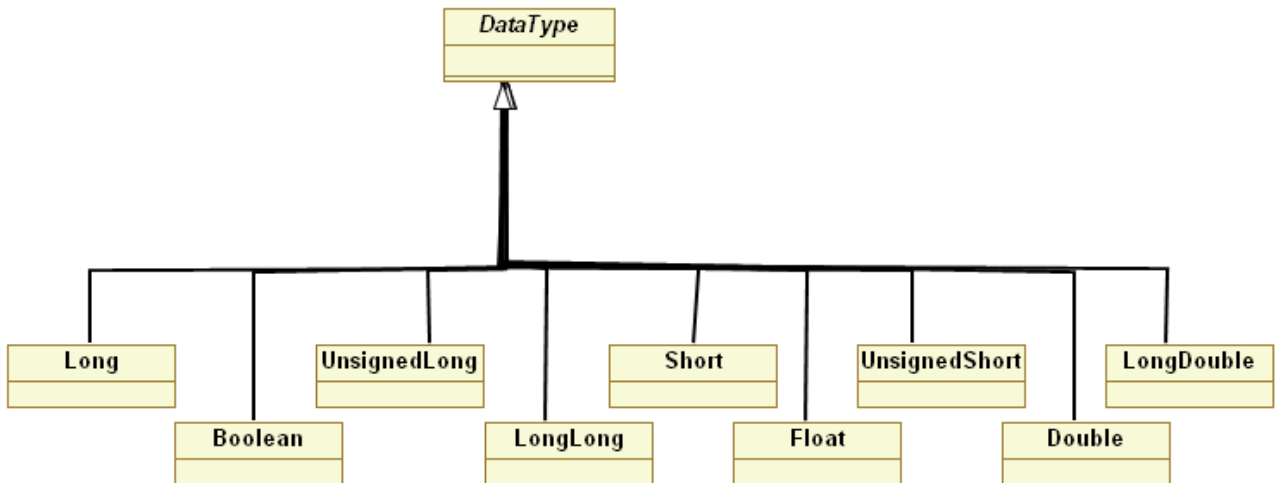 DataType
Long
UnsignedLong
Short
UnsignedShort
LongDouble
Boolean
LongLong
Float
Double